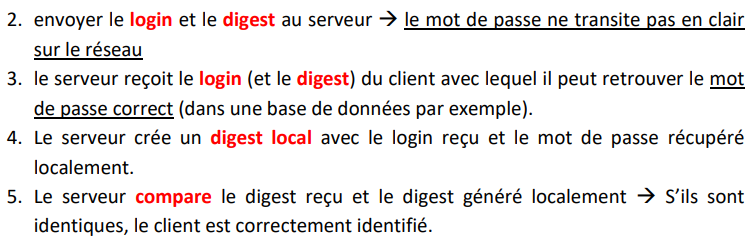 2. envoyer le login et le digest au serveur → le mot de passe ne transite pas en clair
sur le réseau
3. le serveur reçoit le login (et le digest) du client avec lequel il peut retrouver le mot
de passe correct (dans une base de données par exemple).
4. Le serveur crée un digest local avec le login reçu et le mot de passe récupéré
localement.
5. Le serveur compare le digest reçu et le digest généré localement → S’ils sont
identiques, le client est correctement identifié.